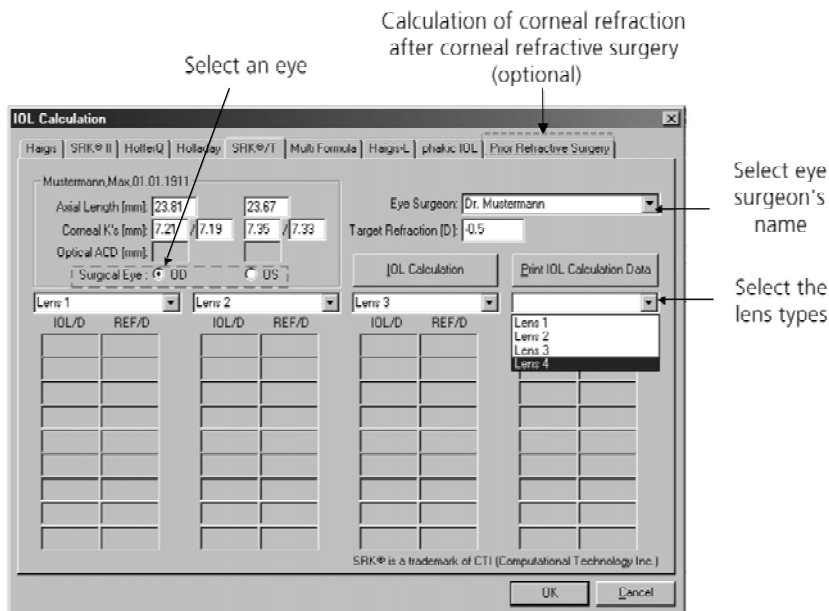 Calculation of corneal refraction
after corneal refractive surgery
(optional)
Select an eye
IOL Calculation
Haigis SRK® II HofferQ Holladay SRK®/T Multi Formula Haigis-L phakic IOL Prior Refractive Surgery
Mustermann,Max,01.01.1911
Axial Length [mm]: 23.81 23.67
Corneal K's [mm]: 7.21 / 7.19 7.35 / 7.33
Optical ACD [mm]:
Surgical Eye : OD OS
Eye Surgeon: Dr. Mustermann
Target Refraction [D]: -0.5
IOL Calculation Print IOL Calculation Data
Select eye
surgeon's
name
Select the
lens types
Lens 1 Lens 2 Lens 3
IOL/D REF/D IOL/D REF/D IOL/D REF/D
Lens 1
Lens 2
Lens 3
Lens 4
SRK® is a trademark of CTI (Computational Technology Inc.)
OK Cancel